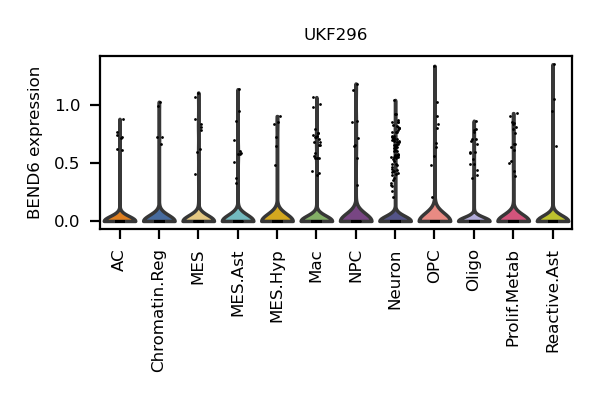 UKF296
BEND6 expression
1.0
0.5
0.0
AC
Chromatin.Reg
MES
MES.Ast
MES.Hyp
Mac
NPC
Neuron
OPC
Oligo
Prolif.Metab
Reactive.Ast